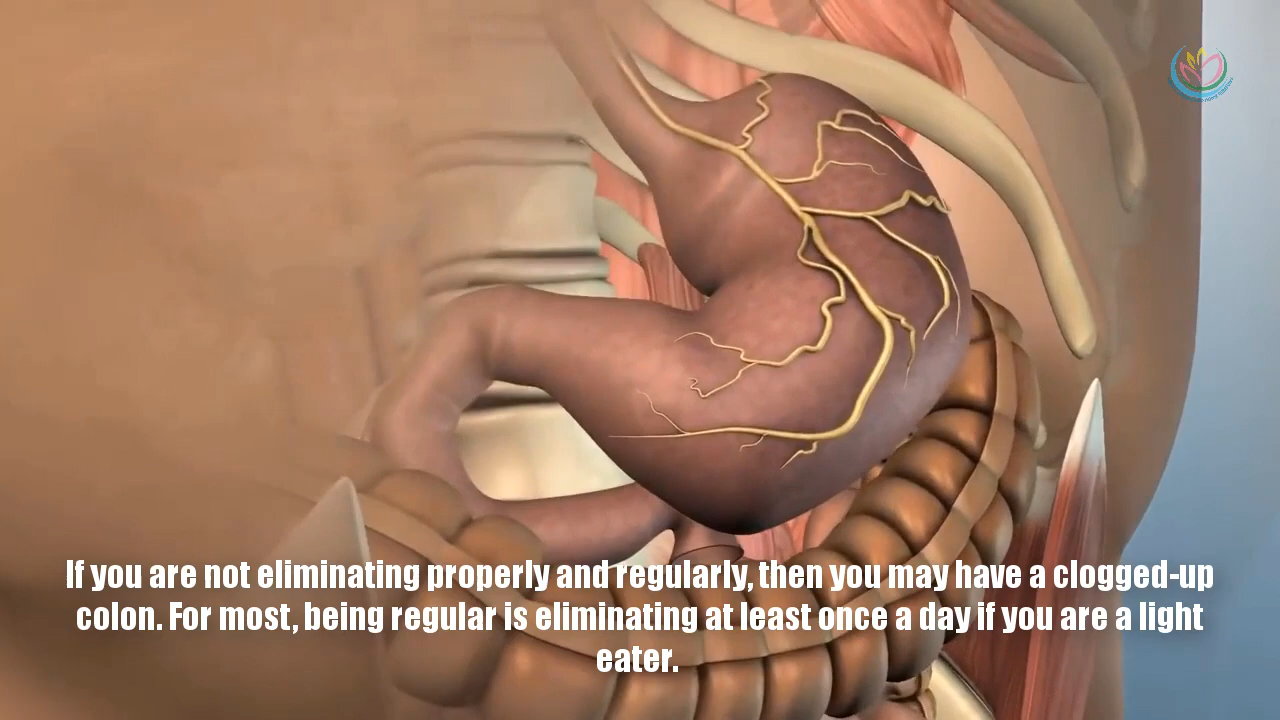 If you are not eliminating properly and regularly, then you may have a clogged-up
colon. For most, being regular is eliminating at least once a day if you are a light
eater.